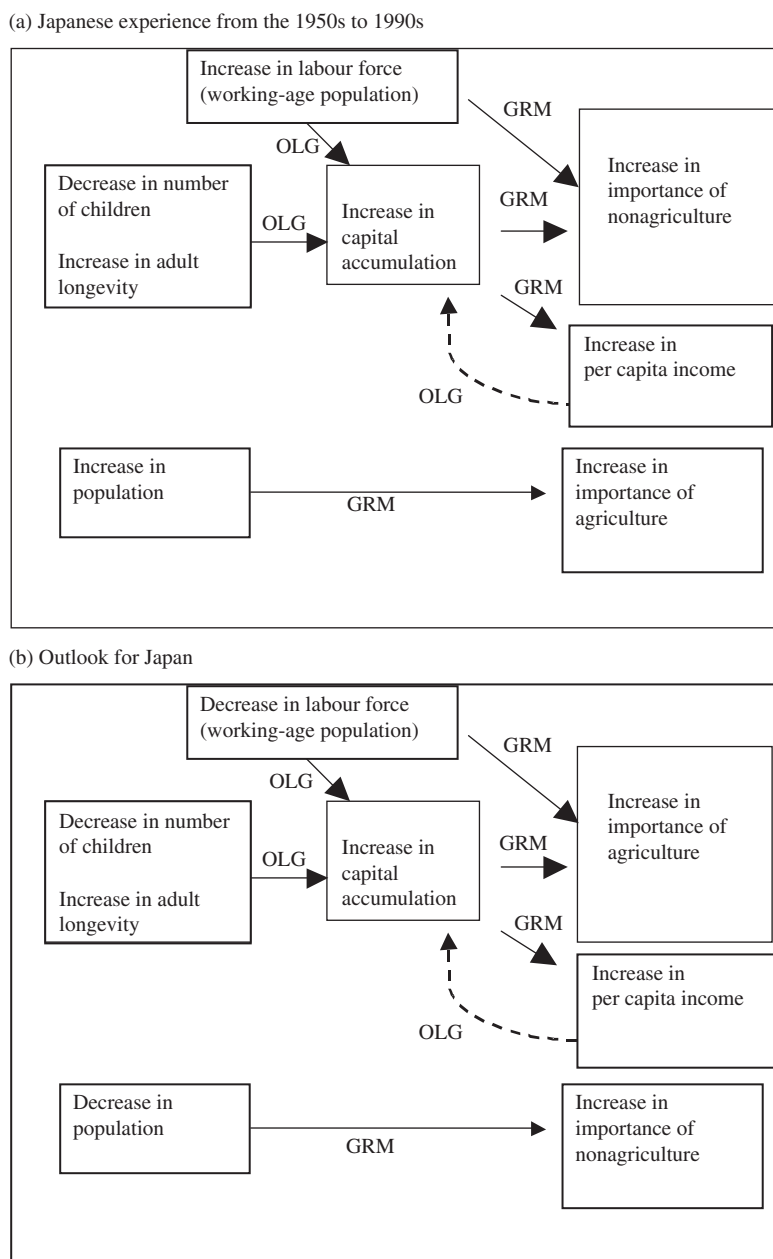 (a) Japanese experience from the 1950s to 1990s
Increase in labour force
(working-age population)
GRM
OLG
Decrease in number
of children
Increase in adult
longevity
OLG
Increase in
capital
accumulation
GRM
Increase in
importance of
nonagriculture
GRM
Increase in
per capita income
OLG
Increase in
population
GRM
Increase in
importance of
agriculture
(b) Outlook for Japan
Decrease in labour force
(working-age population)
GRM
OLG
Decrease in number
of children
Increase in adult
longevity
OLG
Increase in
capital
accumulation
GRM
Increase in
importance of
agriculture
GRM
Increase in
per capita income
OLG
Decrease in
population
GRM
Increase in
importance of
nonagriculture